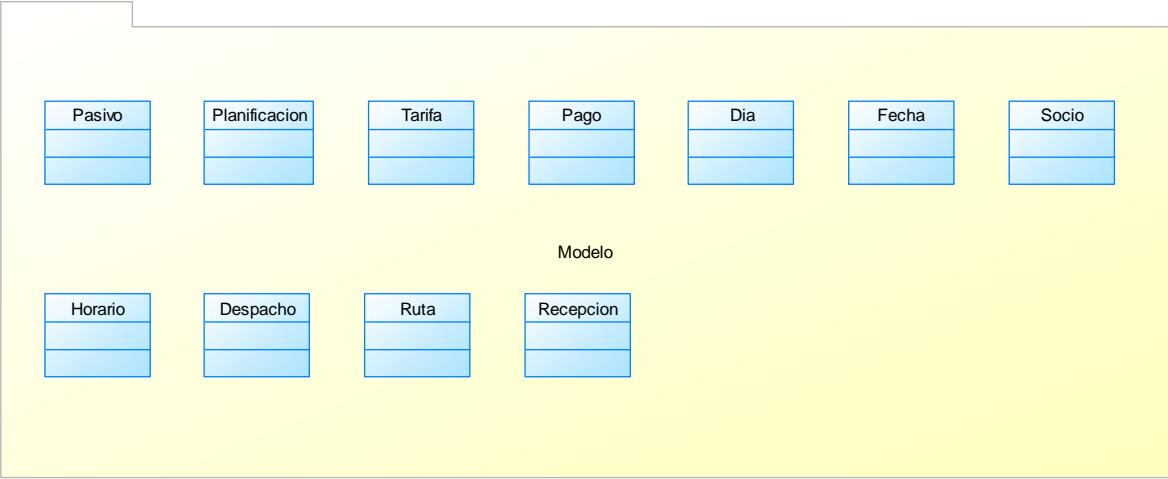 Pasivo
Planificacion
Tarifa
Pago
Dia
Fecha
Socio
Modelo
Horario
Despacho
Ruta
Recepcion